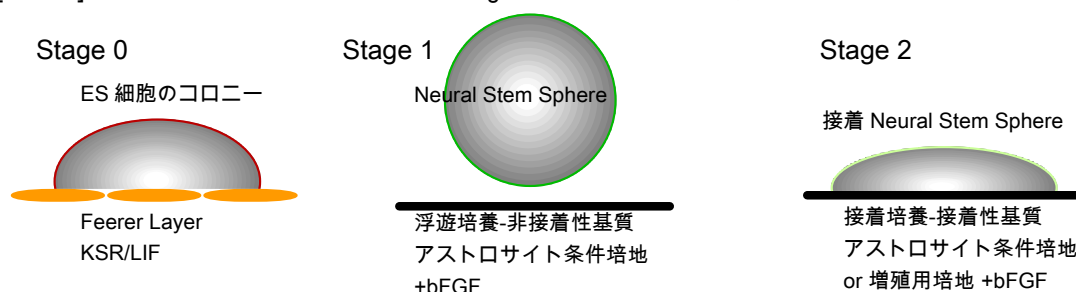 Stage 0
ES 細胞のコロニー
Feerer Layer
KSR/LIF
Stage 1
Neural Stem Sphere
浮遊培養-非接着性基質
アストロサイト条件培地
+bFGF
Stage 2
接着 Neural Stem Sphere
接着培養-接着性基質
アストロサイト条件培地
or 増殖用培地 +bFGF